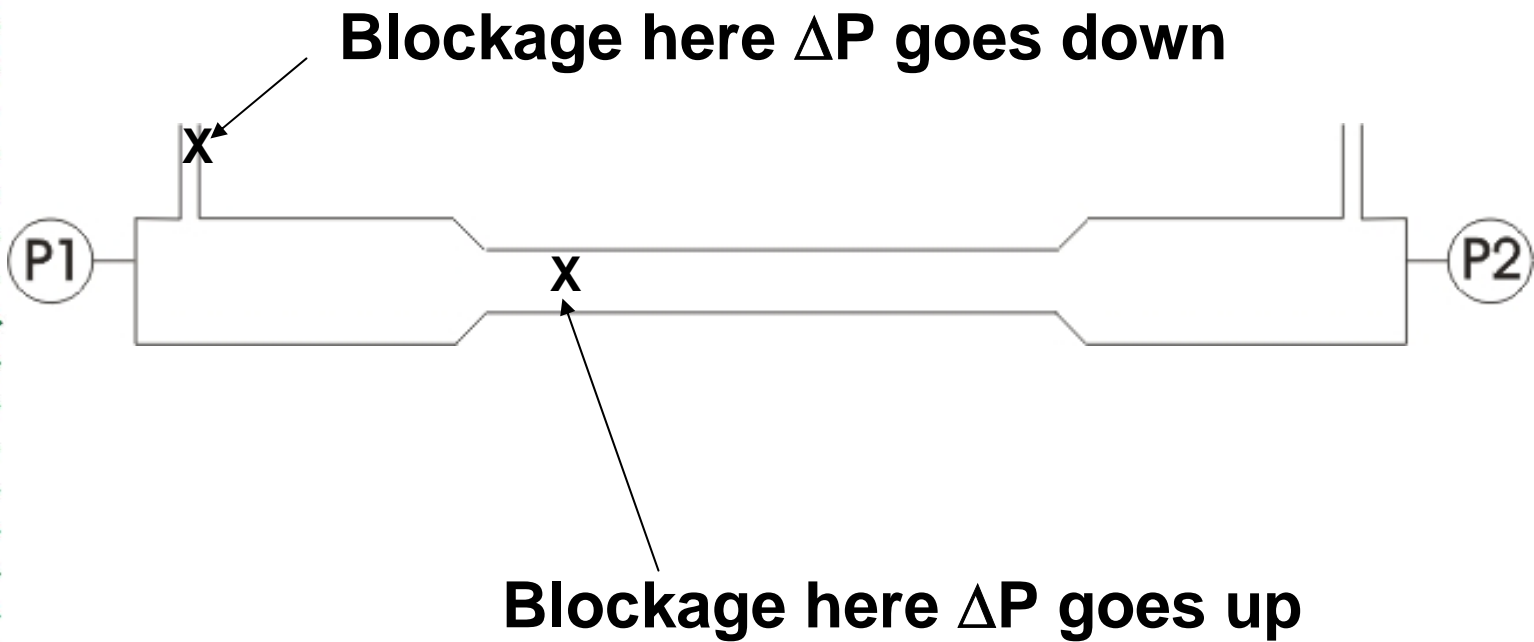 Blockage here ΔP goes down
X
P1
X
P2
Blockage here ΔP goes up